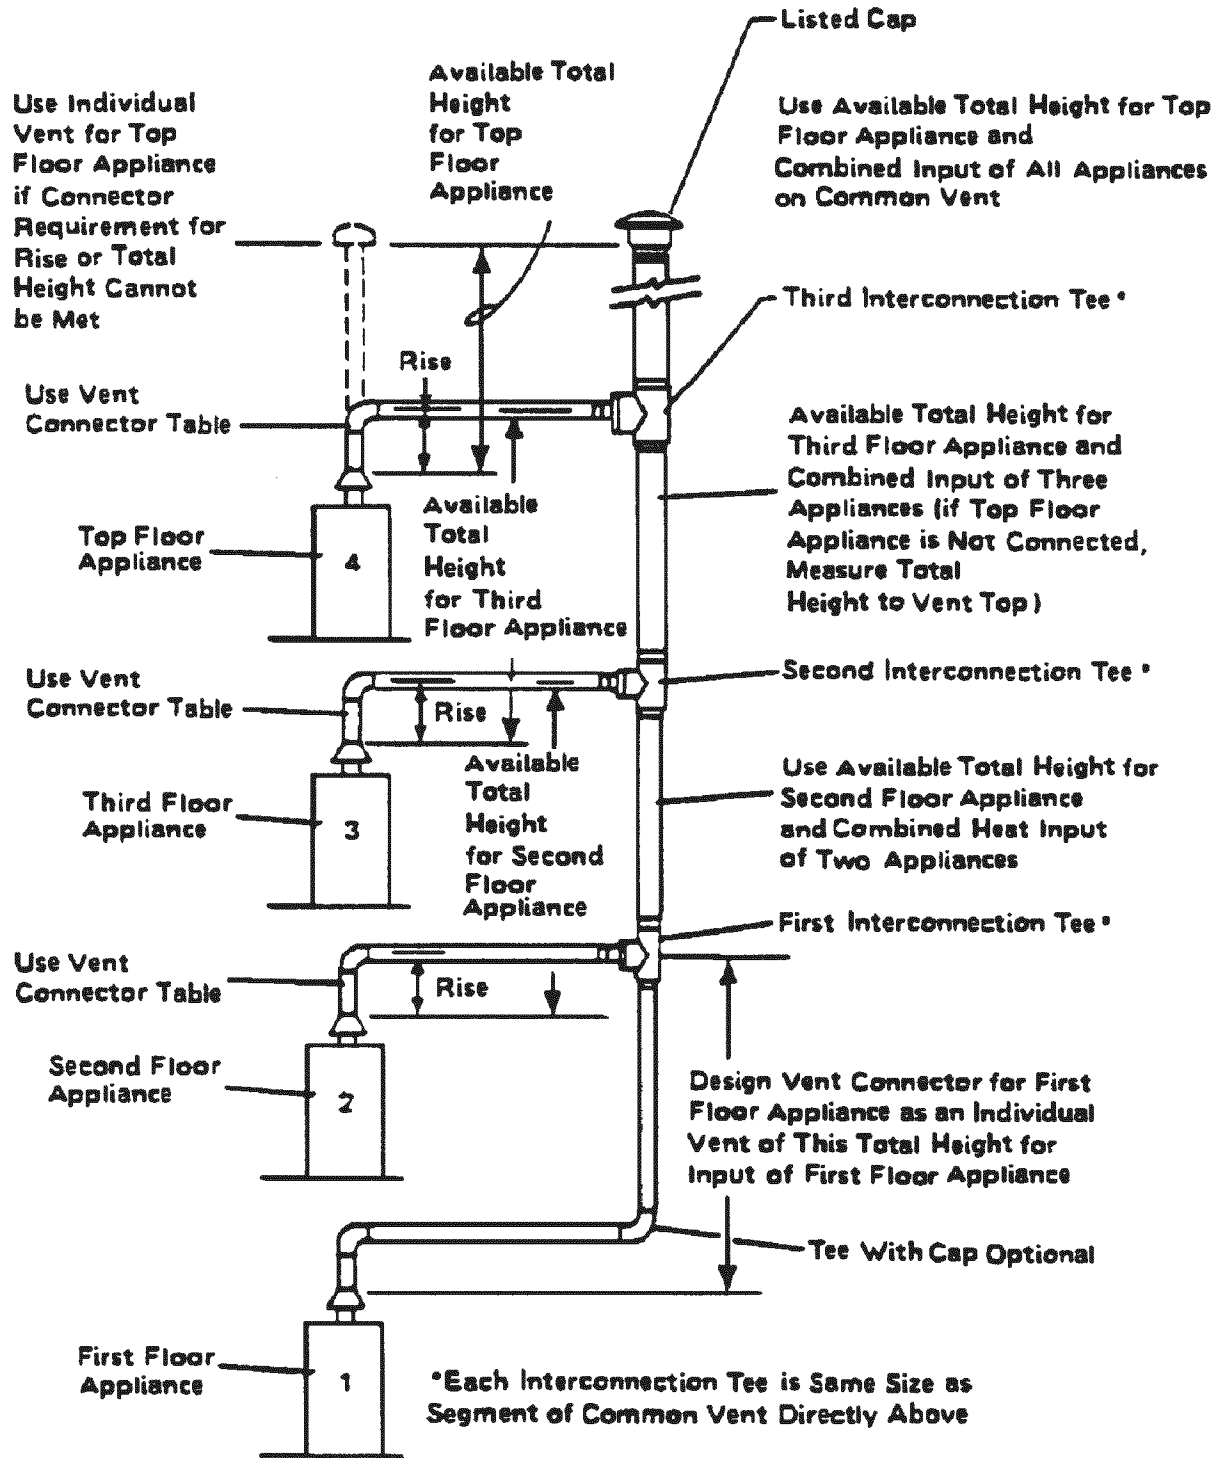 Listed Cap
Available Total
Height
for Top
Floor
Appliance
Use Individual
Vent for Top
Floor Appliance
if Connector
Requirement for
Rise or Total
Height Cannot
be Met
Use Available Total Height for Top
Floor Appliance and
Combined Input of All Appliances
on Common Vent
Third Interconnection Tee*
Rise
Use Vent
Connector Table
Available Total Height for
Third Floor Appliance and
Combined Input of Three
Appliances (if Top Floor
Appliance is Not Connected,
Measure Total
Height to Vent Top)
Top Floor
Appliance
4
Available
Total
Height
for Third
Floor Appliance
Second Interconnection Tee*
Use Vent
Connector Table
Rise
Third Floor
Appliance
3
Available
Total
Height
for Second
Floor
Appliance
Use Available Total Height for
Second Floor Appliance
and Combined Heat Input
of Two Appliances
First Interconnection Tee*
Use Vent
Connector Table
Rise
Second Floor
Appliance
2
Design Vent Connector for First
Floor Appliance as an Individual
Vent of This Total Height for
Input of First Floor Appliance
Tee With Cap Optional
First Floor
Appliance
1
*Each Interconnection Tee is Same Size as
Segment of Common Vent Directly Above